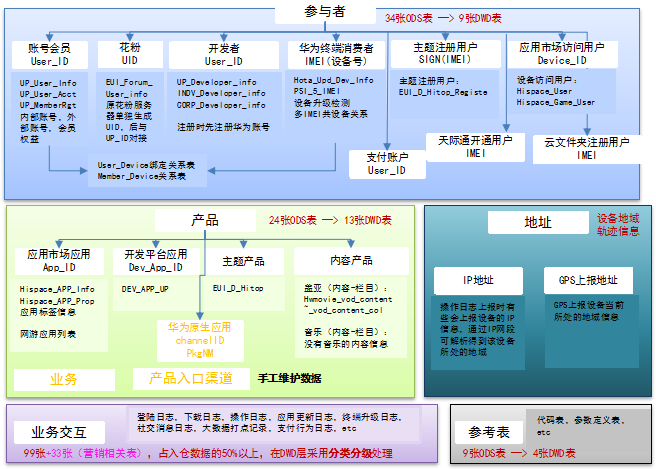 参与者
34张ODS表 —> 9张DWD表
账号会员
User_ID
UP_User_Info
UP_User_Acct
UP_MemberRgt
内部账号、外
部账号、会员
权益
花粉
UID
EUI_Forum_
User_info
原花粉服务
器单独生成
UID，后与
UP_ID对接
开发者
User_ID
UP_Developer_info
INDV_Developer_info
CORP_Developer_info
注册时先注册华为账号
华为终端消费者
IMEI(设备号)
Hota_Upd_Dev_Info
PSI_S_IMEI
设备升级检测
多IMEI共设备关系
主题注册用户
SIGN(IMEI)
主题注册用户：
EUI_D_Hitop_Registe
应用市场访问用户
Device_ID
设备访问用户：
Hispace_User
Hispace_Game_User
User_Device绑定关系表
Member_Device关系表
支付账户
User_ID
天际通开通用户
IMEI
云文件夹注册用户
IMEI
产品
24张ODS表 —> 13张DWD表
应用市场应用
App_ID
Hispace_APP_Info
Hispace_APP_Prop
应用标签信息
网游应用列表
开发平台应用
Dev_App_ID
DEV_APP_UP
主题产品
EUI_D_Hitop
内容产品
盖亚（内容-栏目）：
Hwmovie_vod_content
~_vod_content_col
音乐（内容-栏目）：
没有音乐的内容信息
华为原生应用
channelID
PkgNM
业务
产品入口渠道
手工维护数据
地址
设备地域
轨迹信息
IP地址
操作日志上报时有
些会上报设备的IP
信息，通过IP网段
可解析得到该设备
所处的地域
GPS上报地址
GPS上报设备当前
所处的地域信息
业务交互
登陆日志、下载日志、操作日志、应用更新日志、终端升级日志、
社交消息日志、大数据打点记录、支付行为日志、etc
99张+33张（营销相关表），占入仓数据的50%以上，在DWD层采用分类分级处理
参考表
代码表、参数定义表、
etc
9张ODS表 —> 4张DWD表